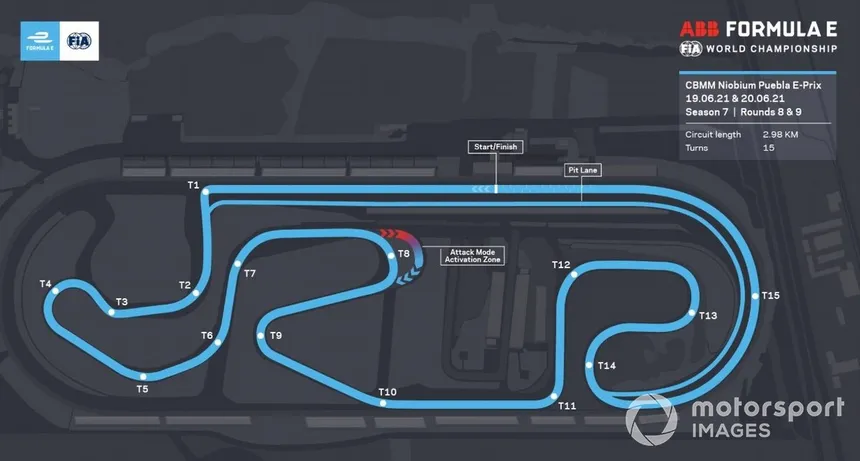 FORMULA E
FIA
ABB FORMULA E
FIA WORLD CHAMPIONSHIP
CBMM Niobium Puebla E-Prix
19.06.21 & 20.06.21
Season 7 | Rounds 8 & 9
Circuit length 2.98 KM
Turns 15
Start/Finish
Pit Lane
T1
Attack Mode
Activation Zone
T8
T7
T12
T4
T2
T15
T3
T13
T6
T9
T14
T5
T10
T11
motorsport
IMAGES